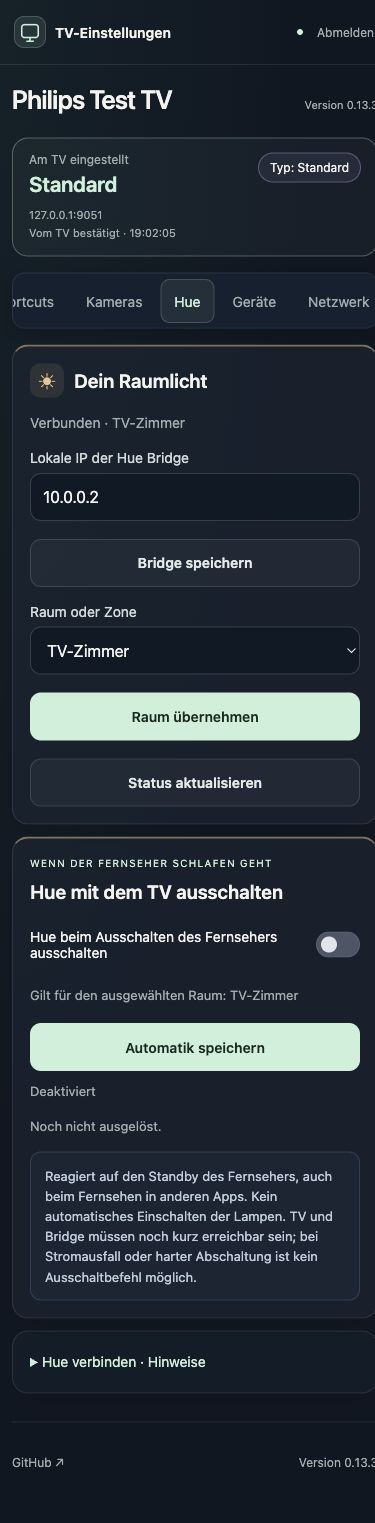 TV-Einstellungen
Abmelden
Philips Test TV
Version 0.13.3
Am TV eingestellt
Typ: Standard
Standard
127.0.0.1:9051
Vom TV bestätigt · 19:02:05
ortcuts Kameras Hue Geräte Netzwerk
Dein Raumlicht
Verbunden · TV-Zimmer
Lokale IP der Hue Bridge
10.0.0.2
Bridge speichern
Raum oder Zone
TV-Zimmer
Raum übernehmen
Status aktualisieren
WENN DER FERNSEHER SCHLAFEN GEHT
Hue mit dem TV ausschalten
Hue beim Ausschalten des Fernsehers
ausschalten
Gilt für den ausgewählten Raum: TV-Zimmer
Automatik speichern
Deaktiviert
Noch nicht ausgelöst.
Reagiert auf den Standby des Fernsehers, auch
beim Fernsehen in anderen Apps. Kein
automatisches Einschalten der Lampen. TV und
Bridge müssen noch kurz erreichbar sein; bei
Stromausfall oder harter Abschaltung ist kein
Ausschaltbefehl möglich.
▶ Hue verbinden · Hinweise
GitHub ↗
Version 0.13.3